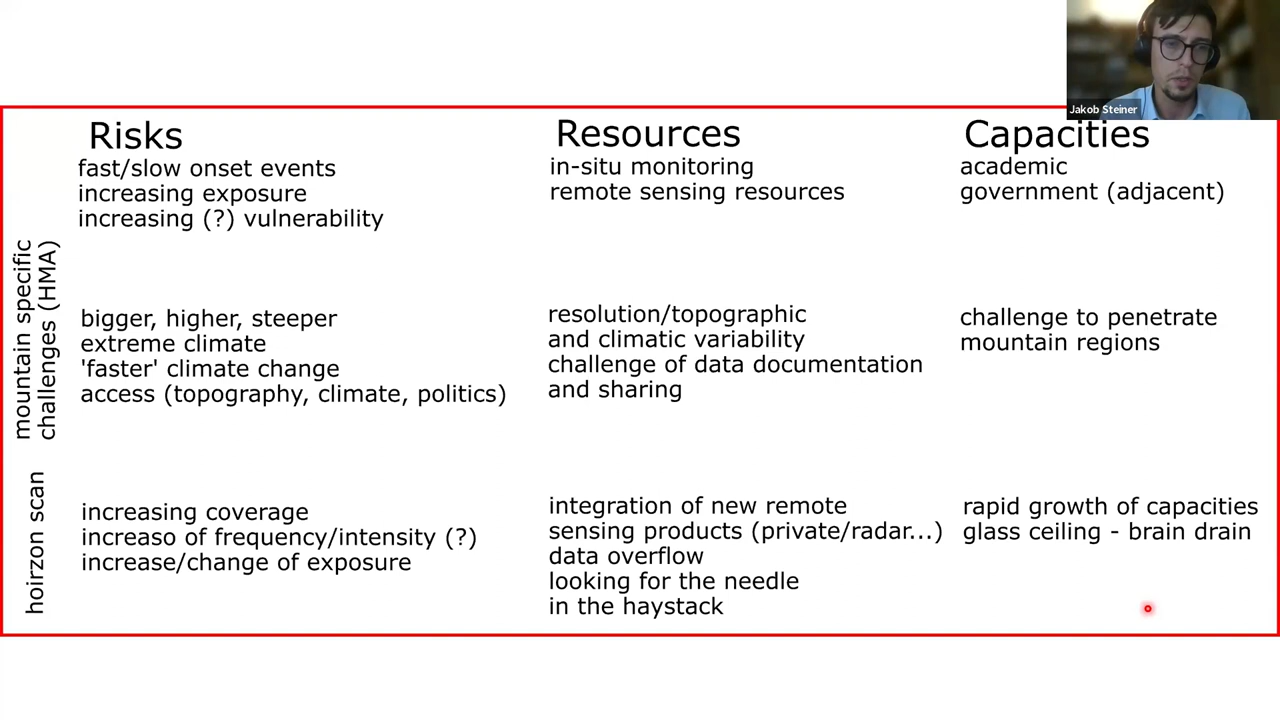 Jakob Steiner
Risks
fast/slow onset events
increasing exposure
increasing (?) vulnerability
Resources
in-situ monitoring
remote sensing resources
Capacities
academic
government (adjacent)
mountain specific
challenges (HMA)
bigger, higher, steeper
extreme climate
'faster' climate change
access (topography, climate, politics)
resolution/topographic
and climatic variability
challenge of data documentation
and sharing
challenge to penetrate
mountain regions
hoirzon scan
increasing coverage
increaso of frequency/intensity (?)
increase/change of exposure
integration of new remote
sensing products (private/radar...)
data overflow
looking for the needle
in the haystack
rapid growth of capacities
glass ceiling - brain drain